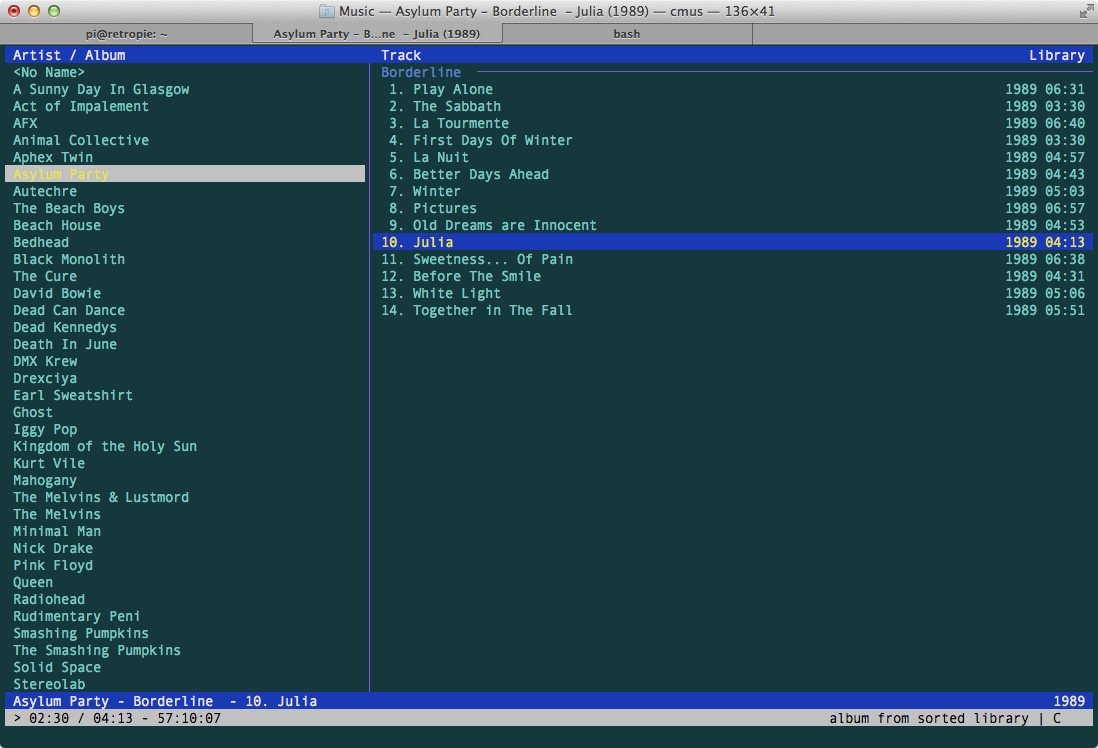 Music — Asylum Party – Borderline  – Julia (1989) — cmus — 136×41
pi@retropie: ~
Asylum Party – B...ne  – Julia (1989)
bash
Artist / Album
<No Name>
A Sunny Day In Glasgow
Act of Impalement
AFX
Animal Collective
Aphex Twin
Asylum Party
Autechre
The Beach Boys
Beach House
Bedhead
Black Monolith
The Cure
David Bowie
Dead Can Dance
Dead Kennedys
Death In June
DMX Krew
Drexciya
Earl Sweatshirt
Ghost
Iggy Pop
Kingdom of the Holy Sun
Kurt Vile
Mahogany
The Melvins & Lustmord
The Melvins
Minimal Man
Nick Drake
Pink Floyd
Queen
Radiohead
Rudimentary Peni
Smashing Pumpkins
The Smashing Pumpkins
Solid Space
Stereolab
Track Library
Borderline
1. Play Alone 1989 06:31
2. The Sabbath 1989 03:30
3. La Tourmente 1989 06:40
4. First Days Of Winter 1989 03:30
5. La Nuit 1989 04:57
6. Better Days Ahead 1989 04:43
7. Winter 1989 05:03
8. Pictures 1989 06:57
9. Old Dreams are Innocent 1989 04:53
10. Julia 1989 04:13
11. Sweetness... Of Pain 1989 06:38
12. Before The Smile 1989 04:31
13. White Light 1989 05:06
14. Together in The Fall 1989 05:51
Asylum Party - Borderline  - 10. Julia 1989
> 02:30 / 04:13 - 57:10:07 album from sorted library | C